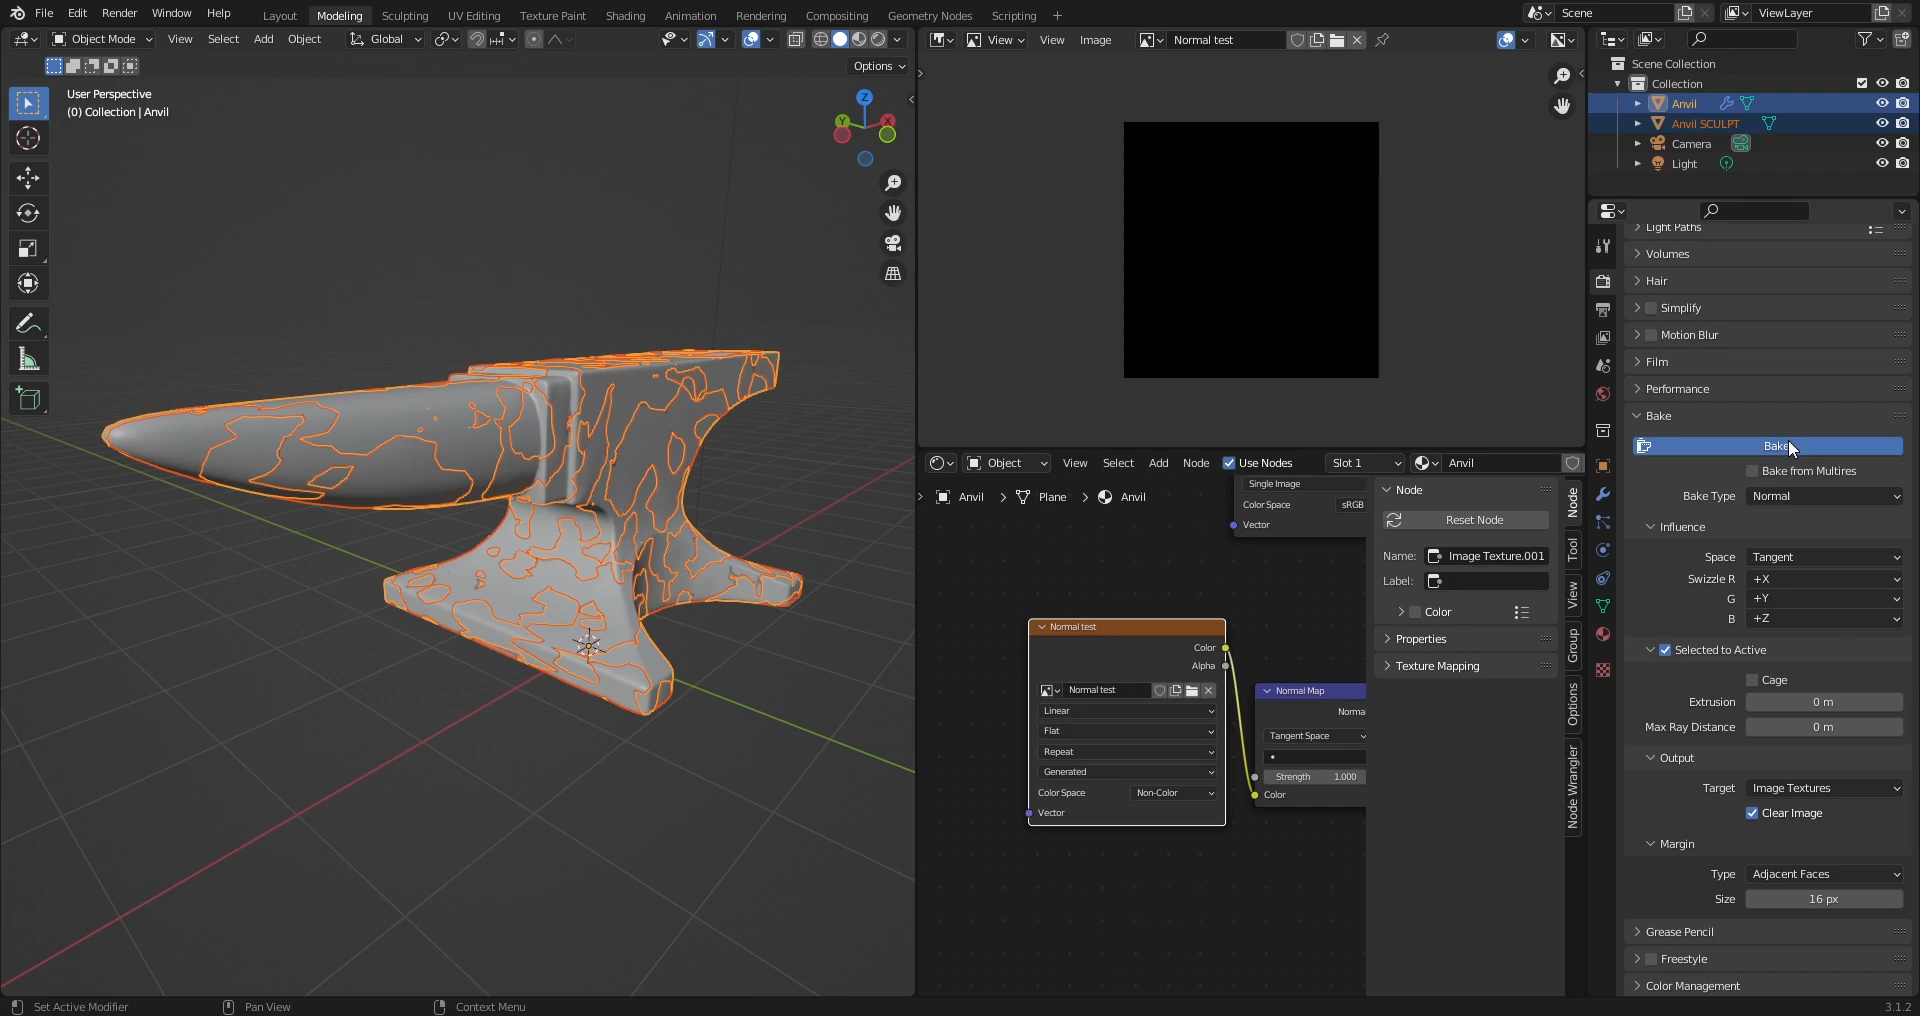 File Edit Render Window Help
Layout Modeling Sculpting UV Editing Texture Paint Shading Animation Rendering Compositing Geometry Nodes Scripting +
Scene
ViewLayer
Object Mode View Select Add Object Global
Options
User Perspective
(0) Collection | Anvil
Z
Y
X
View View Image Normal test
Scene Collection
Collection
Anvil
Anvil SCULPT
Camera
Light
Object View Select Add Node Use Nodes Slot 1 Anvil
Anvil > Plane > Anvil
Single Image
Color Space sRGB
Vector
Normal test
Color
Alpha
Normal test
Linear
Flat
Repeat
Generated
Color Space Non-Color
Vector
Normal Map
Norma
Tangent Space
Strength 1.000
Color
Node
Reset Node
Name: Image Texture.001
Label:
Color
Properties
Texture Mapping
Node
Tool
View
Group
Options
Node Wrangler
Light Paths
Volumes
Hair
Simplify
Motion Blur
Film
Performance
Bake
Bake
Bake from Multires
Bake Type Normal
Influence
Space Tangent
Swizzle R +X
G +Y
B +Z
Selected to Active
Cage
Extrusion 0 m
Max Ray Distance 0 m
Output
Target Image Textures
Clear Image
Margin
Type Adjacent Faces
Size 16 px
Grease Pencil
Freestyle
Color Management
Set Active Modifier Pan View Context Menu
3.1.2